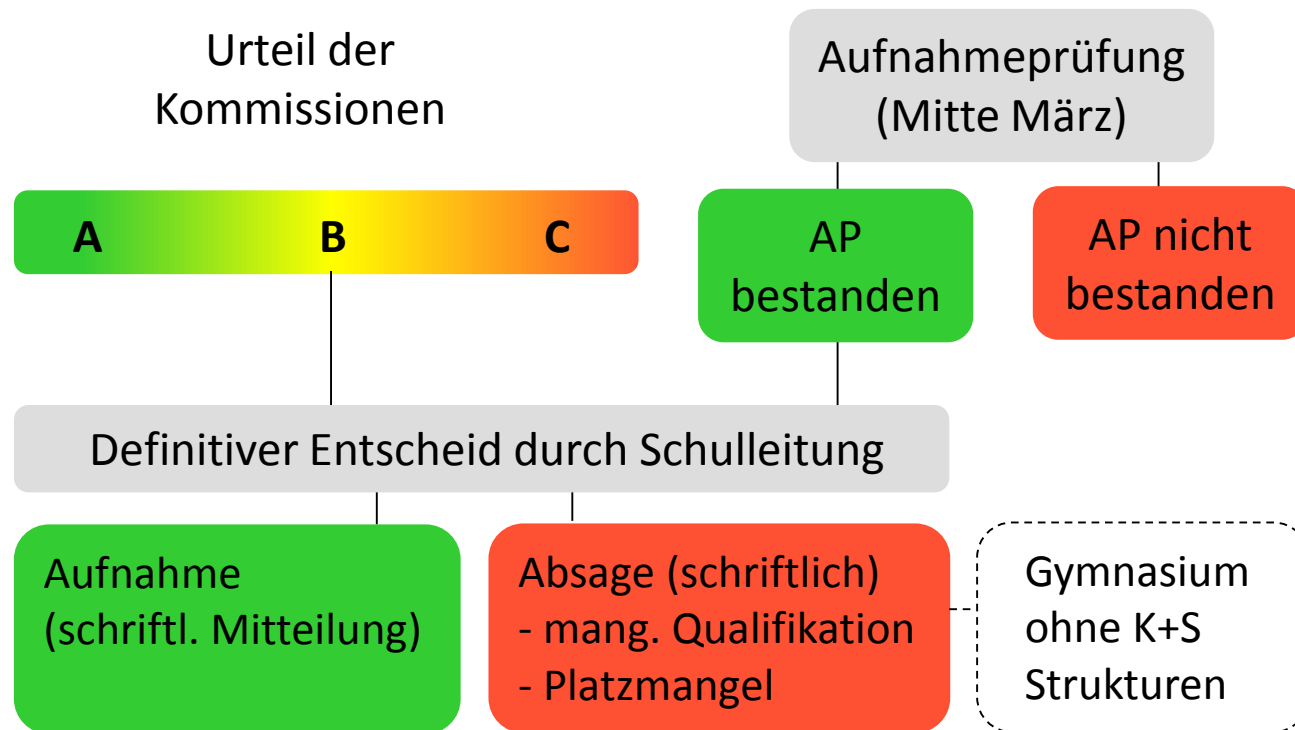 Urteil der
Kommissionen
Aufnahmeprüfung
(Mitte März)
A B C
AP
bestanden
AP nicht
bestanden
Definitiver Entscheid durch Schulleitung
Aufnahme
(schriftl. Mitteilung)
Absage (schriftlich)
- mang. Qualifikation
- Platzmangel
Gymnasium
ohne K+S
Strukturen